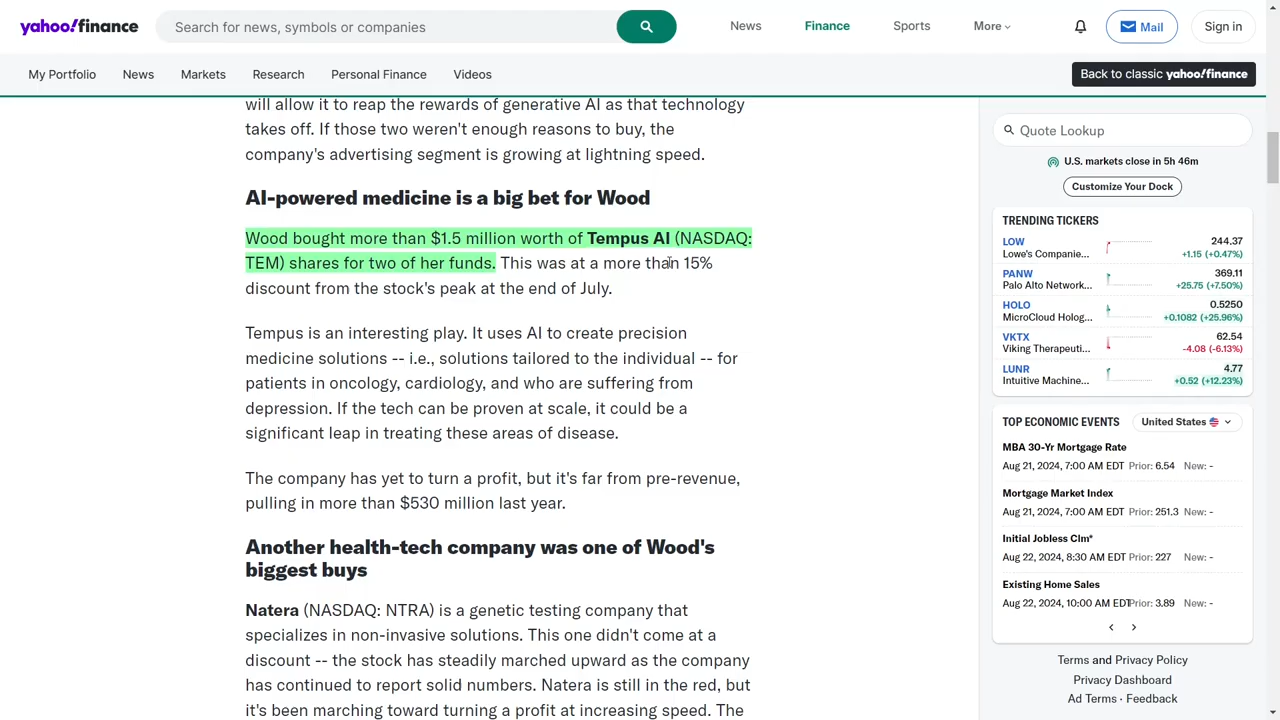 yahoo!finance
Search for news, symbols or companies
News
Finance
Sports
More
Mail
Sign in
My Portfolio
News
Markets
Research
Personal Finance
Videos
Back to classic yahoo!finance
will allow it to reap the rewards of generative AI as that technology
takes off. If those two weren't enough reasons to buy, the
company's advertising segment is growing at lightning speed.
AI-powered medicine is a big bet for Wood
Wood bought more than $1.5 million worth of Tempus AI (NASDAQ:
TEM) shares for two of her funds. This was at a more than 15%
discount from the stock's peak at the end of July.
Tempus is an interesting play. It uses AI to create precision
medicine solutions -- i.e., solutions tailored to the individual -- for
patients in oncology, cardiology, and who are suffering from
depression. If the tech can be proven at scale, it could be a
significant leap in treating these areas of disease.
The company has yet to turn a profit, but it's far from pre-revenue,
pulling in more than $530 million last year.
Another health-tech company was one of Wood's
biggest buys
Natera (NASDAQ: NTRA) is a genetic testing company that
specializes in non-invasive solutions. This one didn't come at a
discount -- the stock has steadily marched upward as the company
has continued to report solid numbers. Natera is still in the red, but
it's been marching toward turning a profit at increasing speed. The
Quote Lookup
U.S. markets close in 5h 46m
Customize Your Dock
TRENDING TICKERS
LOW 244.37
Lowe's Companie... +1.15 (+0.47%)
PANW 369.11
Palo Alto Network... +25.75 (+7.50%)
HOLO 0.5250
MicroCloud Holog... +0.1082 (+25.96%)
VKTX 62.54
Viking Therapeuti... -4.08 (-6.13%)
LUNR 4.77
Intuitive Machine... +0.52 (+12.23%)
TOP ECONOMIC EVENTS
United States
MBA 30-Yr Mortgage Rate
Aug 21, 2024, 7:00 AM EDT Prior: 6.54 New: -
Mortgage Market Index
Aug 21, 2024, 7:00 AM EDT Prior: 251.3 New: -
Initial Jobless Clm*
Aug 22, 2024, 8:30 AM EDT Prior: 227 New: -
Existing Home Sales
Aug 22, 2024, 10:00 AM EDT Prior: 3.89 New: -
Terms and Privacy Policy
Privacy Dashboard
Ad Terms · Feedback